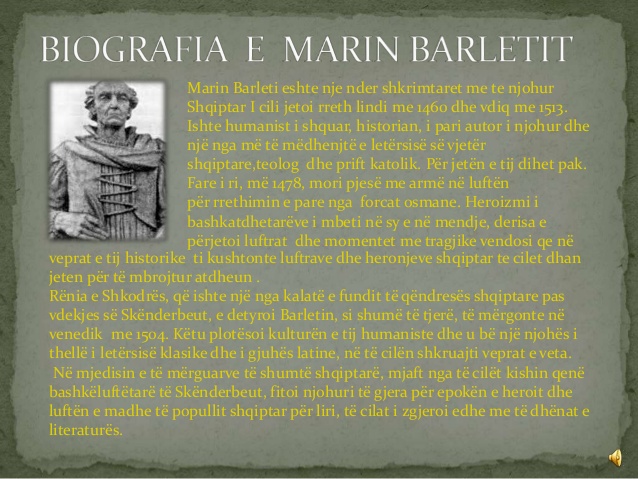 BIOGRAFIA E MARIN BARLETIT
Marin Barleti eshte nje nder shkrimtaret me te njohur
Shqiptar I cili jetoi rreth lindi me 1460 dhe vdiq me 1513.
Ishte humanist i shquar, historian, i pari autor i njohur dhe
një nga më të mëdhenjtë e letërsisë së vjetër
shqiptare,teolog dhe prift katolik. Për jetën e tij dihet pak.
Fare i ri, më 1478, mori pjesë me armë në luftën
për rrethimin e pare nga forcat osmane. Heroizmi i
bashkatdhetarëve i mbeti në sy e në mendje, derisa e
përjetoi luftrat dhe momentet me tragjike vendosi qe në
veprat e tij historike ti kushtonte luftrave dhe heronjeve shqiptar te cilet dhan
jeten për të mbrojtur atdheun .
Rënia e Shkodrës, që ishte një nga kalatë e fundit të qëndresës shqiptare pas
vdekjes së Skënderbeut, e detyroi Barletin, si shumë të tjerë, të mërgonte në
venedik me 1504. Këtu plotësoi kulturën e tij humaniste dhe u bë një njohës i
thellë i letërsisë klasike dhe i gjuhës latine, në të cilën shkruajti veprat e veta.
Në mjedisin e të mërguarve të shumtë shqiptarë, mjaft nga të cilët kishin qenë
bashkëluftëtarë të Skënderbeut, fitoi njohuri të gjera për epokën e heroit dhe
luftën e madhe të popullit shqiptar për liri, të cilat i zgjeroi edhe me të dhënat e
literaturës.